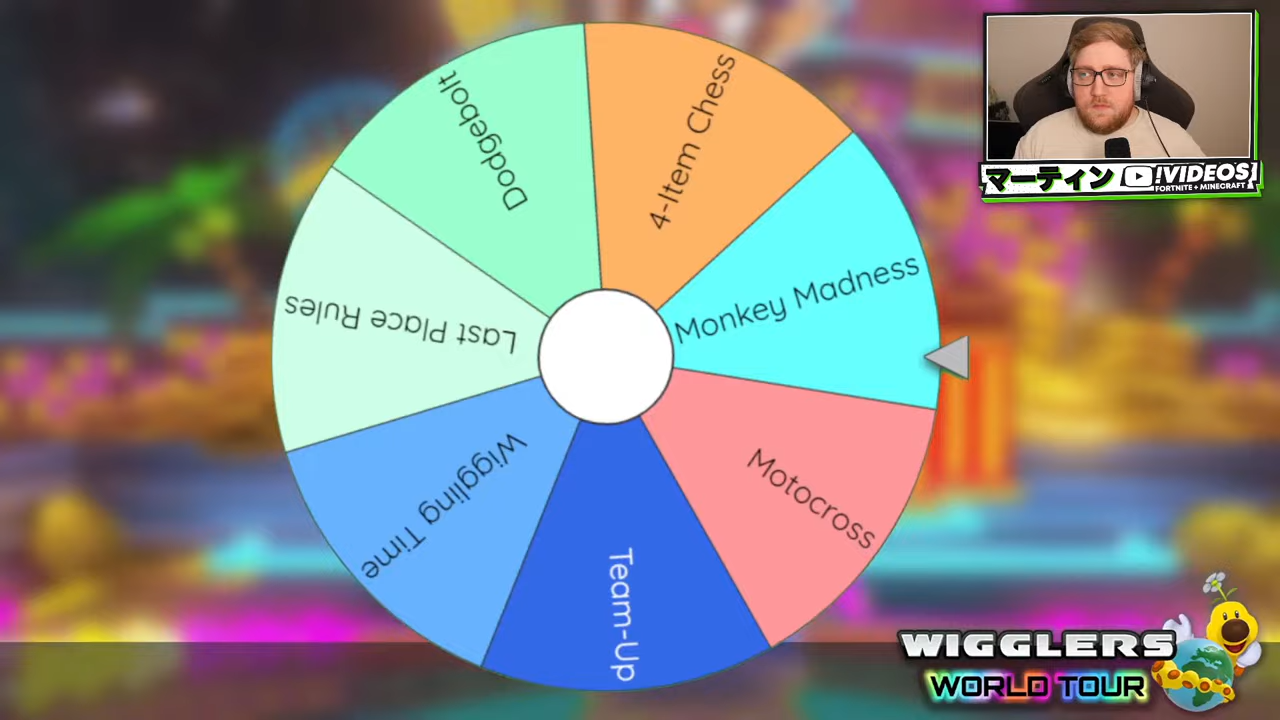 Dodgebolt
4-Item Chess
Monkey Madness
Motocross
Team-Up
Wiggling Time
Last Place Rules
マーティン
!VIDEOS
FORTNITE + MINECRAFT
WIGGLERS
WORLD TOUR